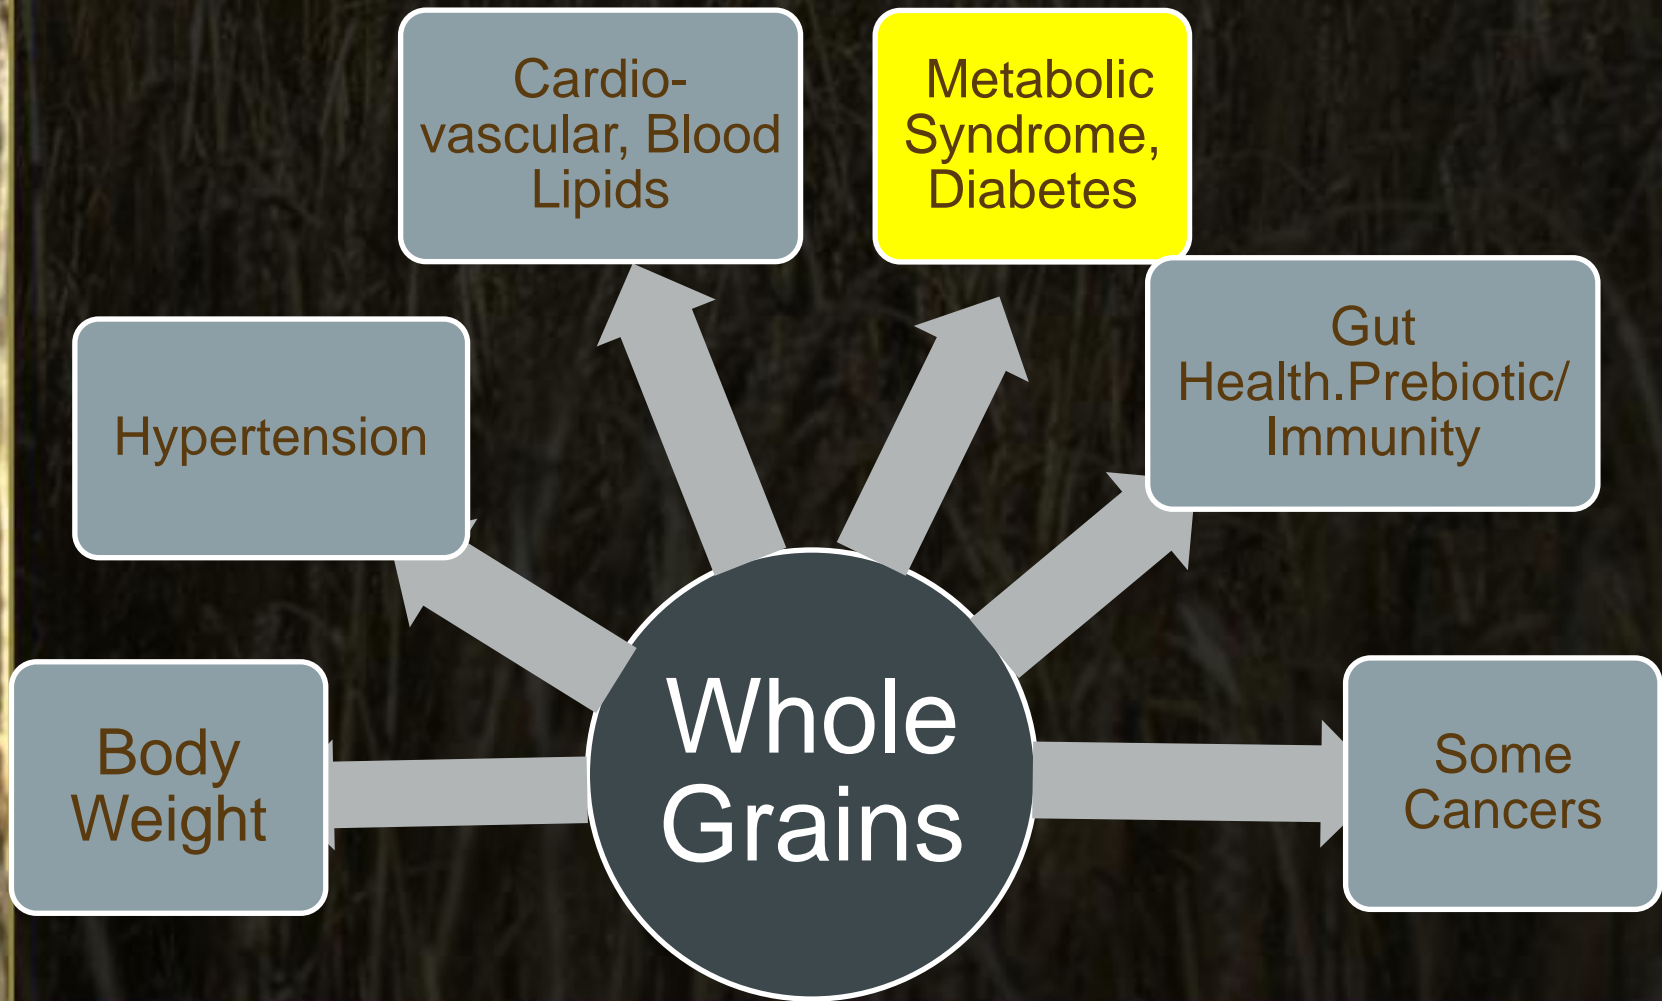 Cardio-
vascular, Blood
Lipids
Metabolic
Syndrome,
Diabetes
Gut
Health.Prebiotic/
Immunity
Hypertension
Body
Weight
Whole
Grains
Some
Cancers